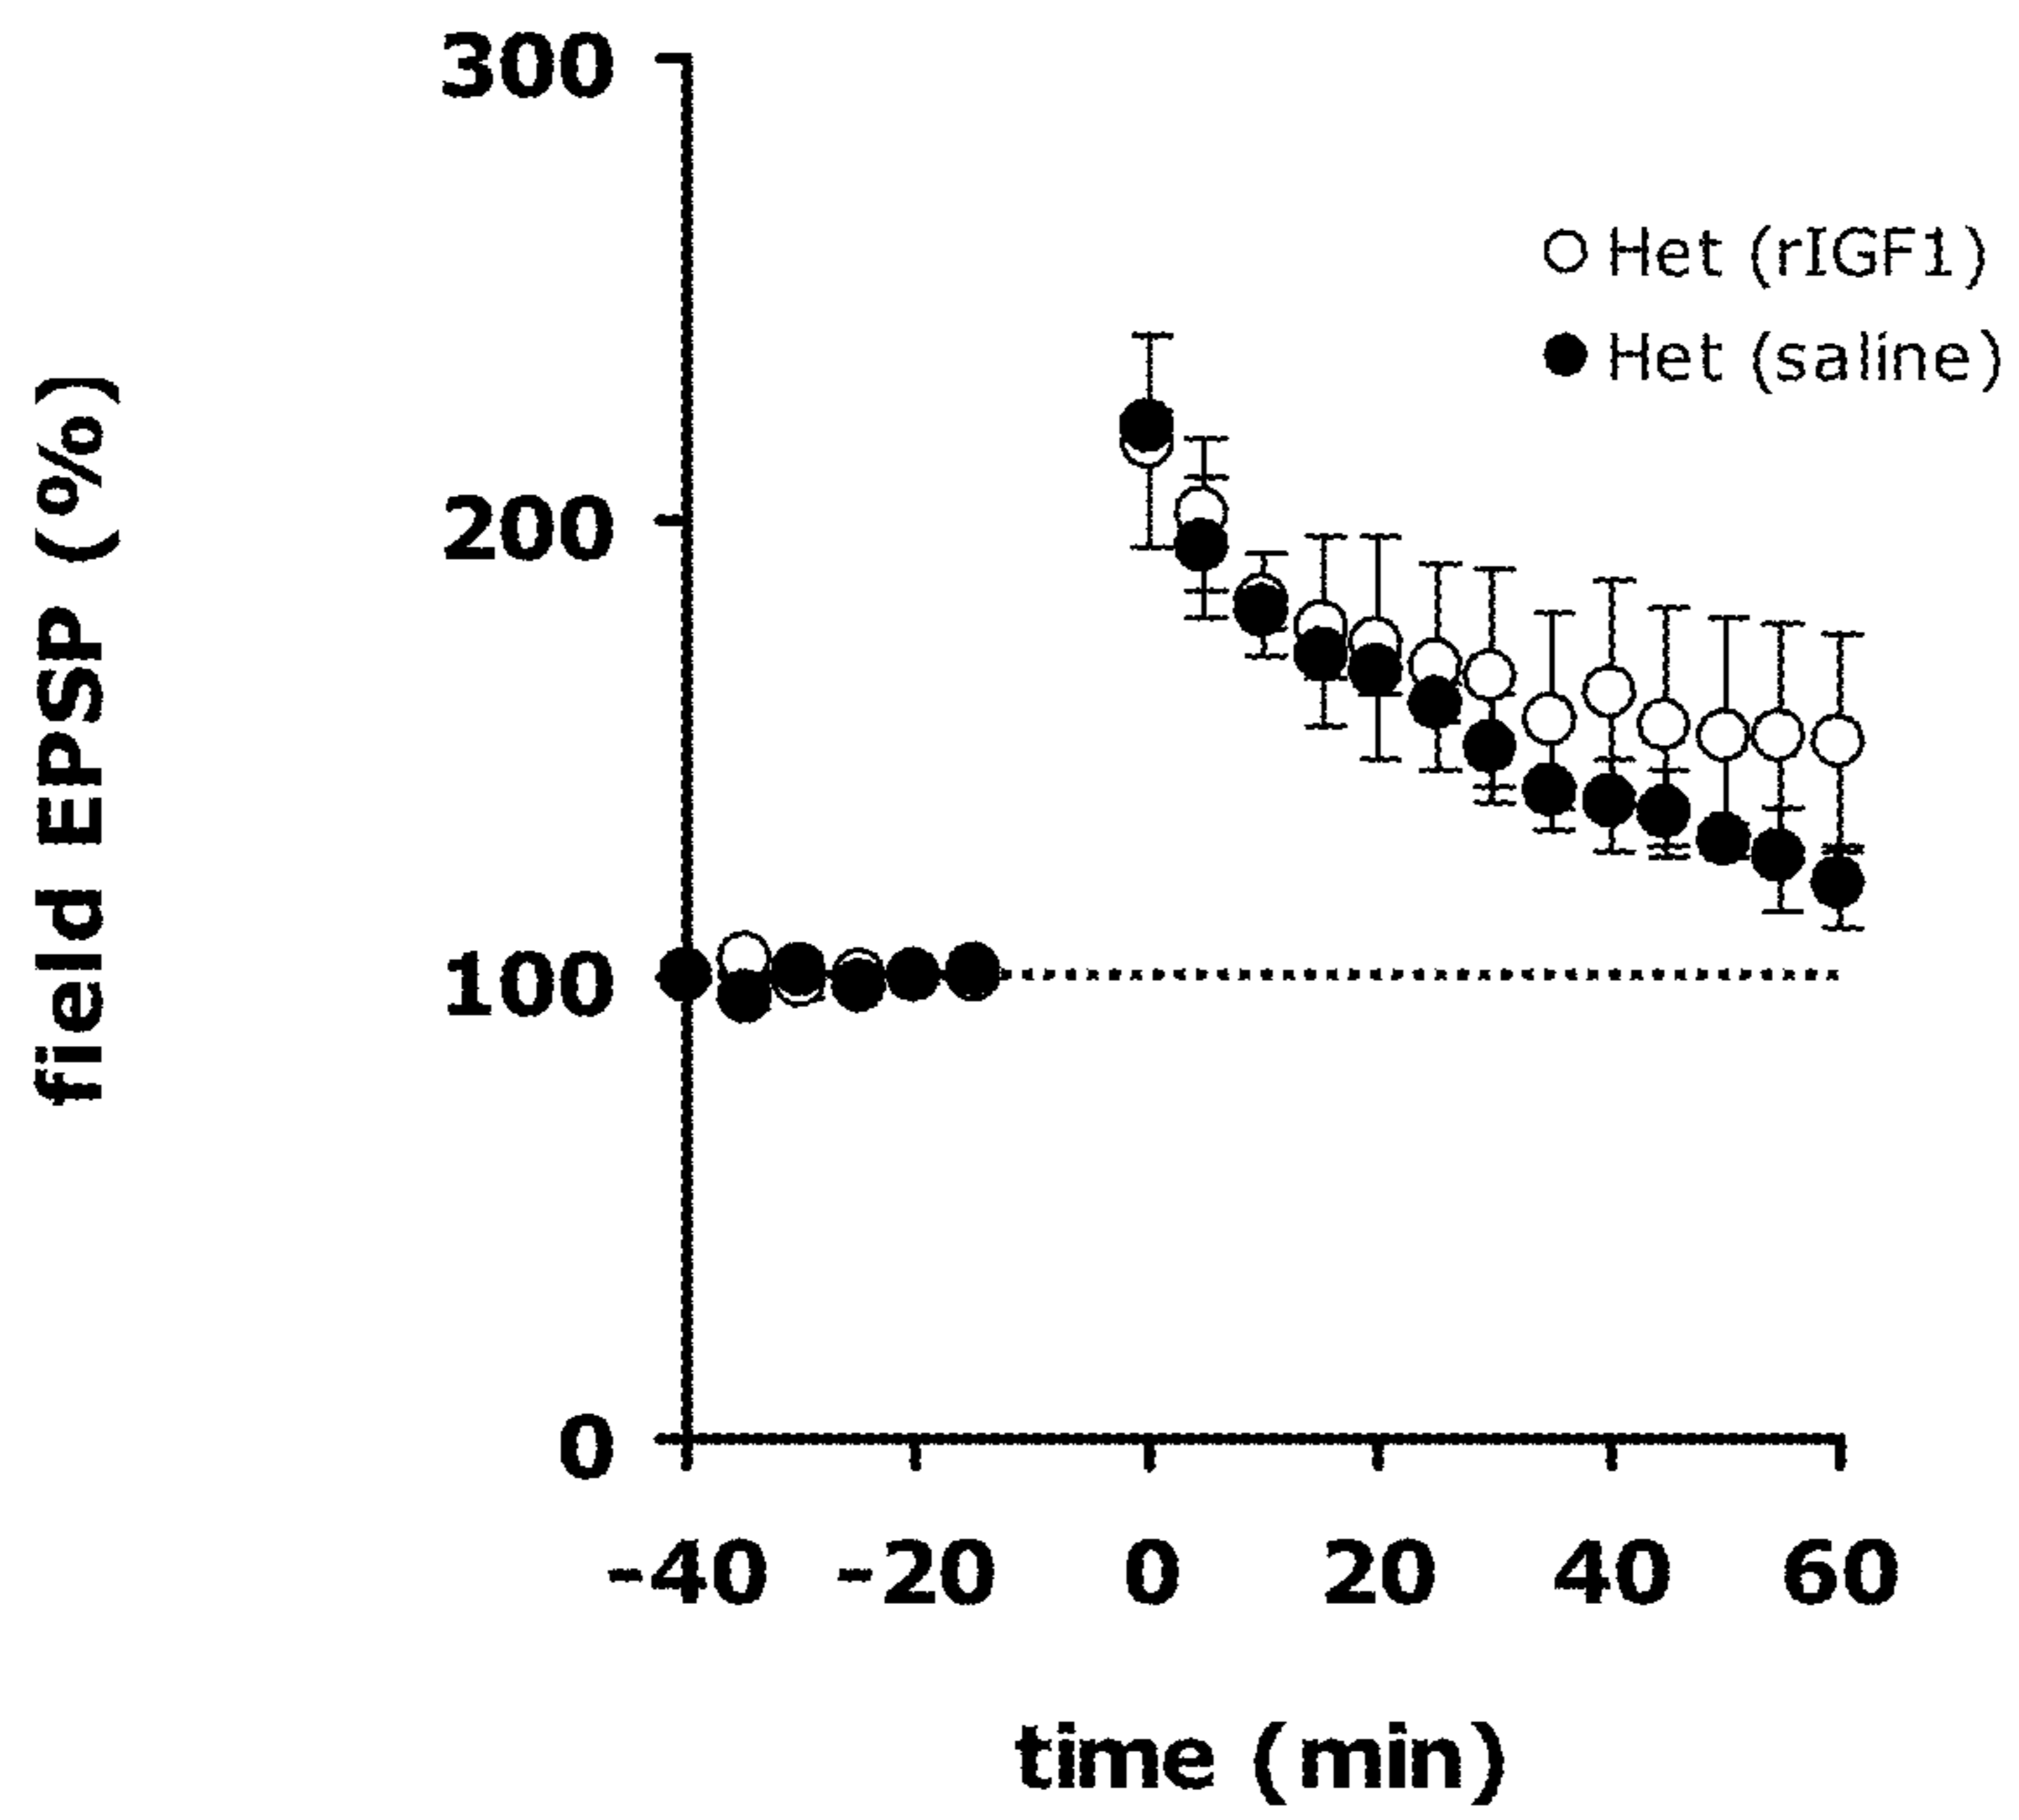 300
200
100
0
field EPSP (%)
Het (rIGF1)
Het (saline)
-40 -20 0 20 40 60
time (min)